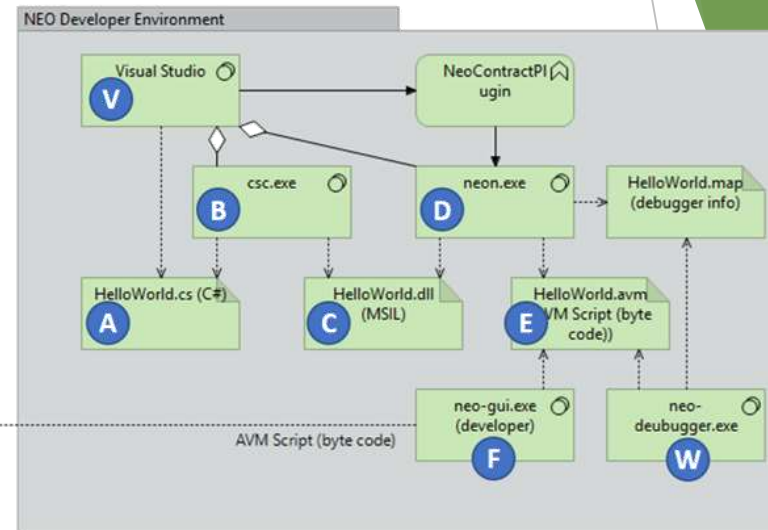 NEO Developer Environment
Visual Studio
V
NeoContractPl
ugin
csc.exe
B
neon.exe
D
HelloWorld.map
(debugger info)
HelloWorld.cs (C#)
A
HelloWorld.dll
(MSIL)
C
HelloWorld.avm
VM Script (byte
code))
E
neo-gui.exe
(developer)
F
neo-
deubugger.exe
W
AVM Script (byte code)